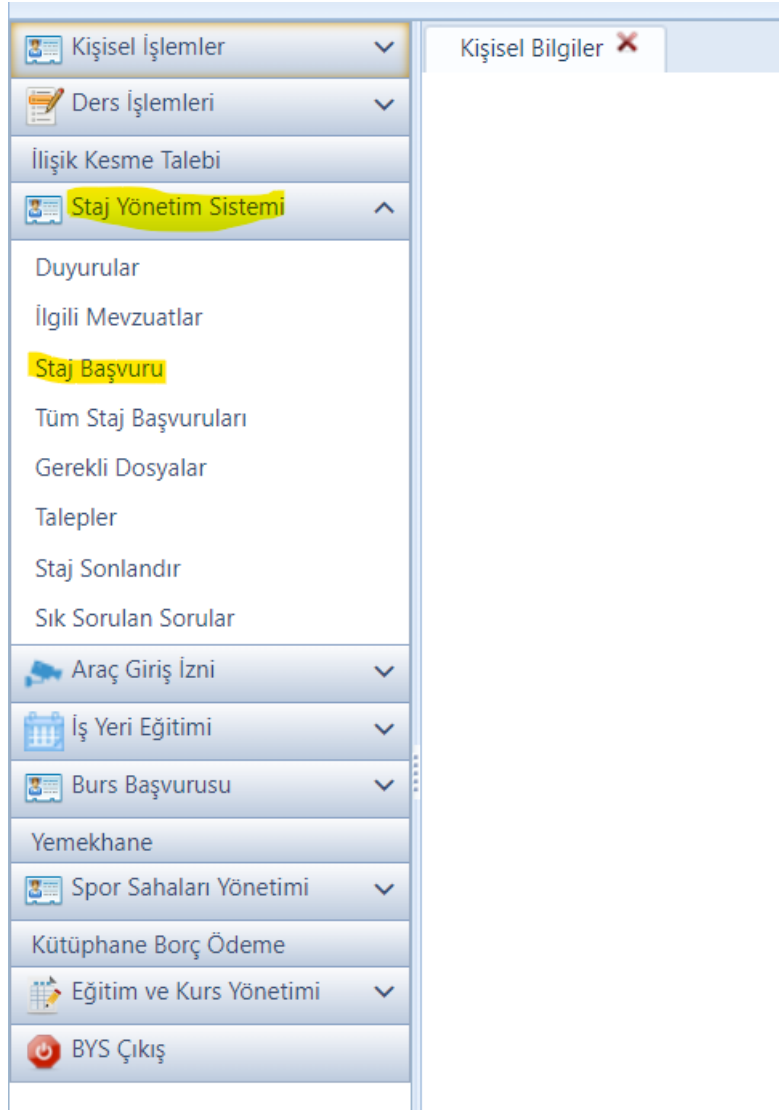 Kişisel İşlemler
Kişisel Bilgiler
Ders İşlemleri
İlişik Kesme Talebi
Staj Yönetim Sistemi
Duyurular
İlgili Mevzuatlar
Staj Başvuru
Tüm Staj Başvuruları
Gerekli Dosyalar
Talepler
Staj Sonlandır
Sık Sorulan Sorular
Araç Giriş İzni
İş Yeri Eğitimi
Burs Başvurusu
Yemekhane
Spor Sahaları Yönetimi
Kütüphane Borç Ödeme
Eğitim ve Kurs Yönetimi
BYS Çıkış